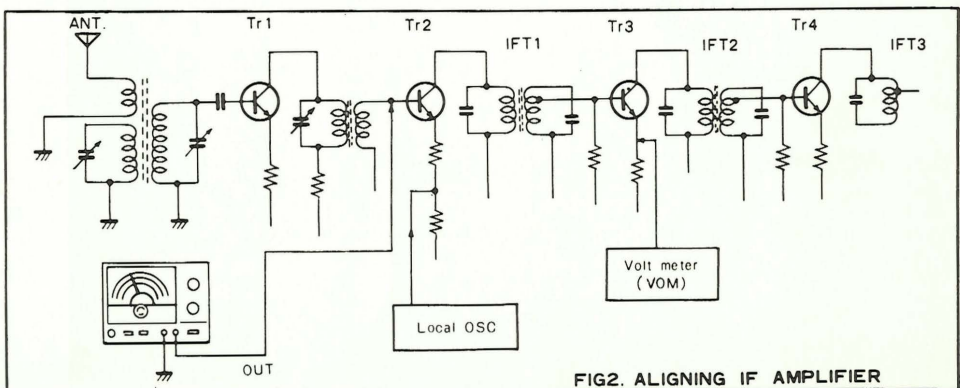 ANT.
Tr1
Tr2
IFT1
Tr3
IFT2
Tr4
IFT3
Volt meter
(VOM)
Local OSC
OUT
FIG2. ALIGNING IF AMPLIFIER